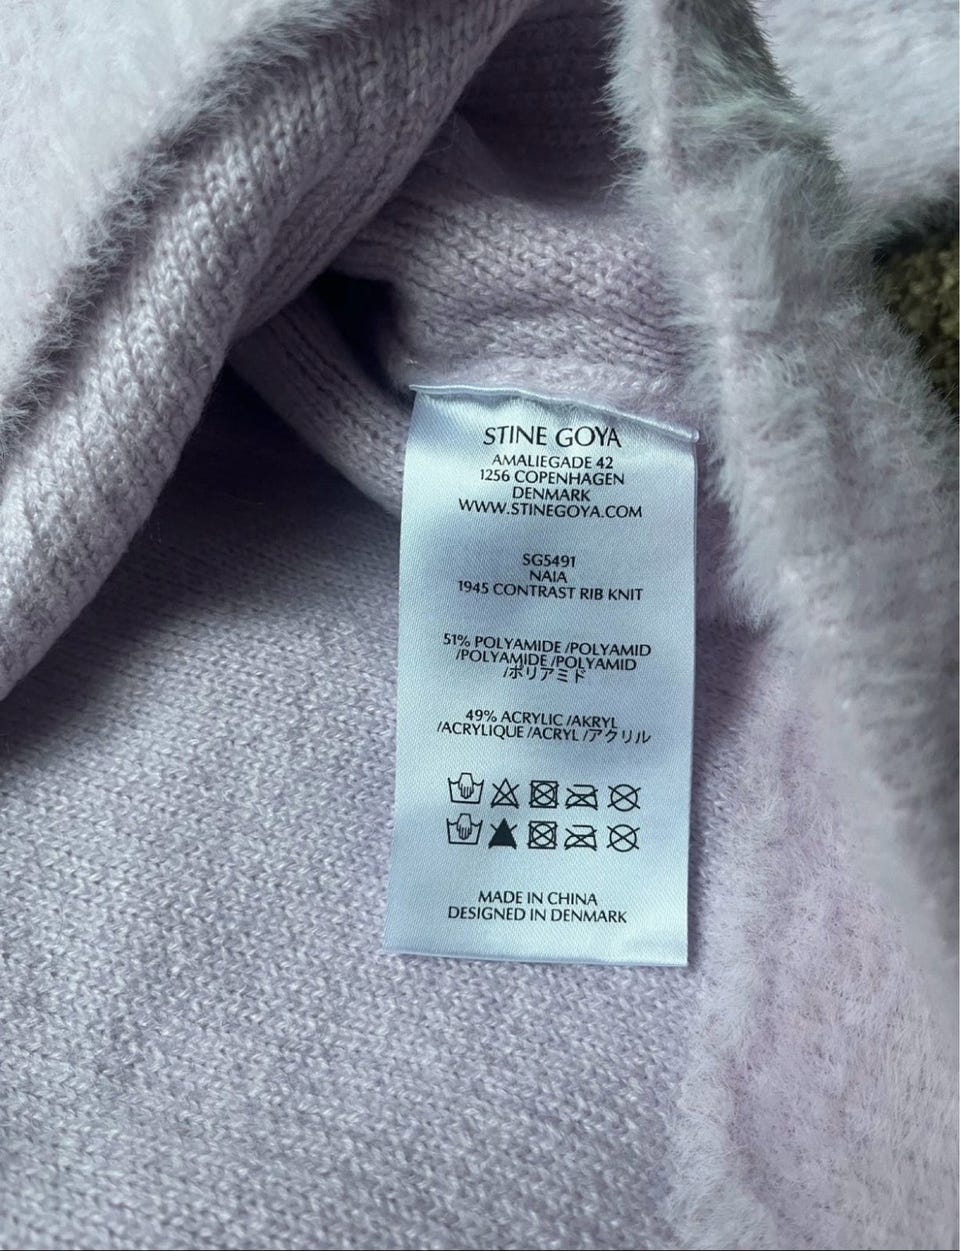 STINE GOYA
AMALIEGADE 42
1256 COPENHAGEN
DENMARK
WWW.STINEGOYA.COM
SG5491
NAIA
1945 CONTRAST RIB KNIT
51% POLYAMIDE /POLYAMID
/POLYAMIDE /POLYAMID
/ポリアミド
49% ACRYLIC /AKRYL
/ACRYLIQUE /ACRYL /アクリル
MADE IN CHINA
DESIGNED IN DENMARK